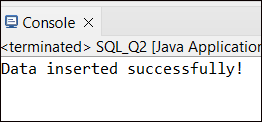 Console
<terminated> SQL_Q2 [Java Application
Data inserted successfully!